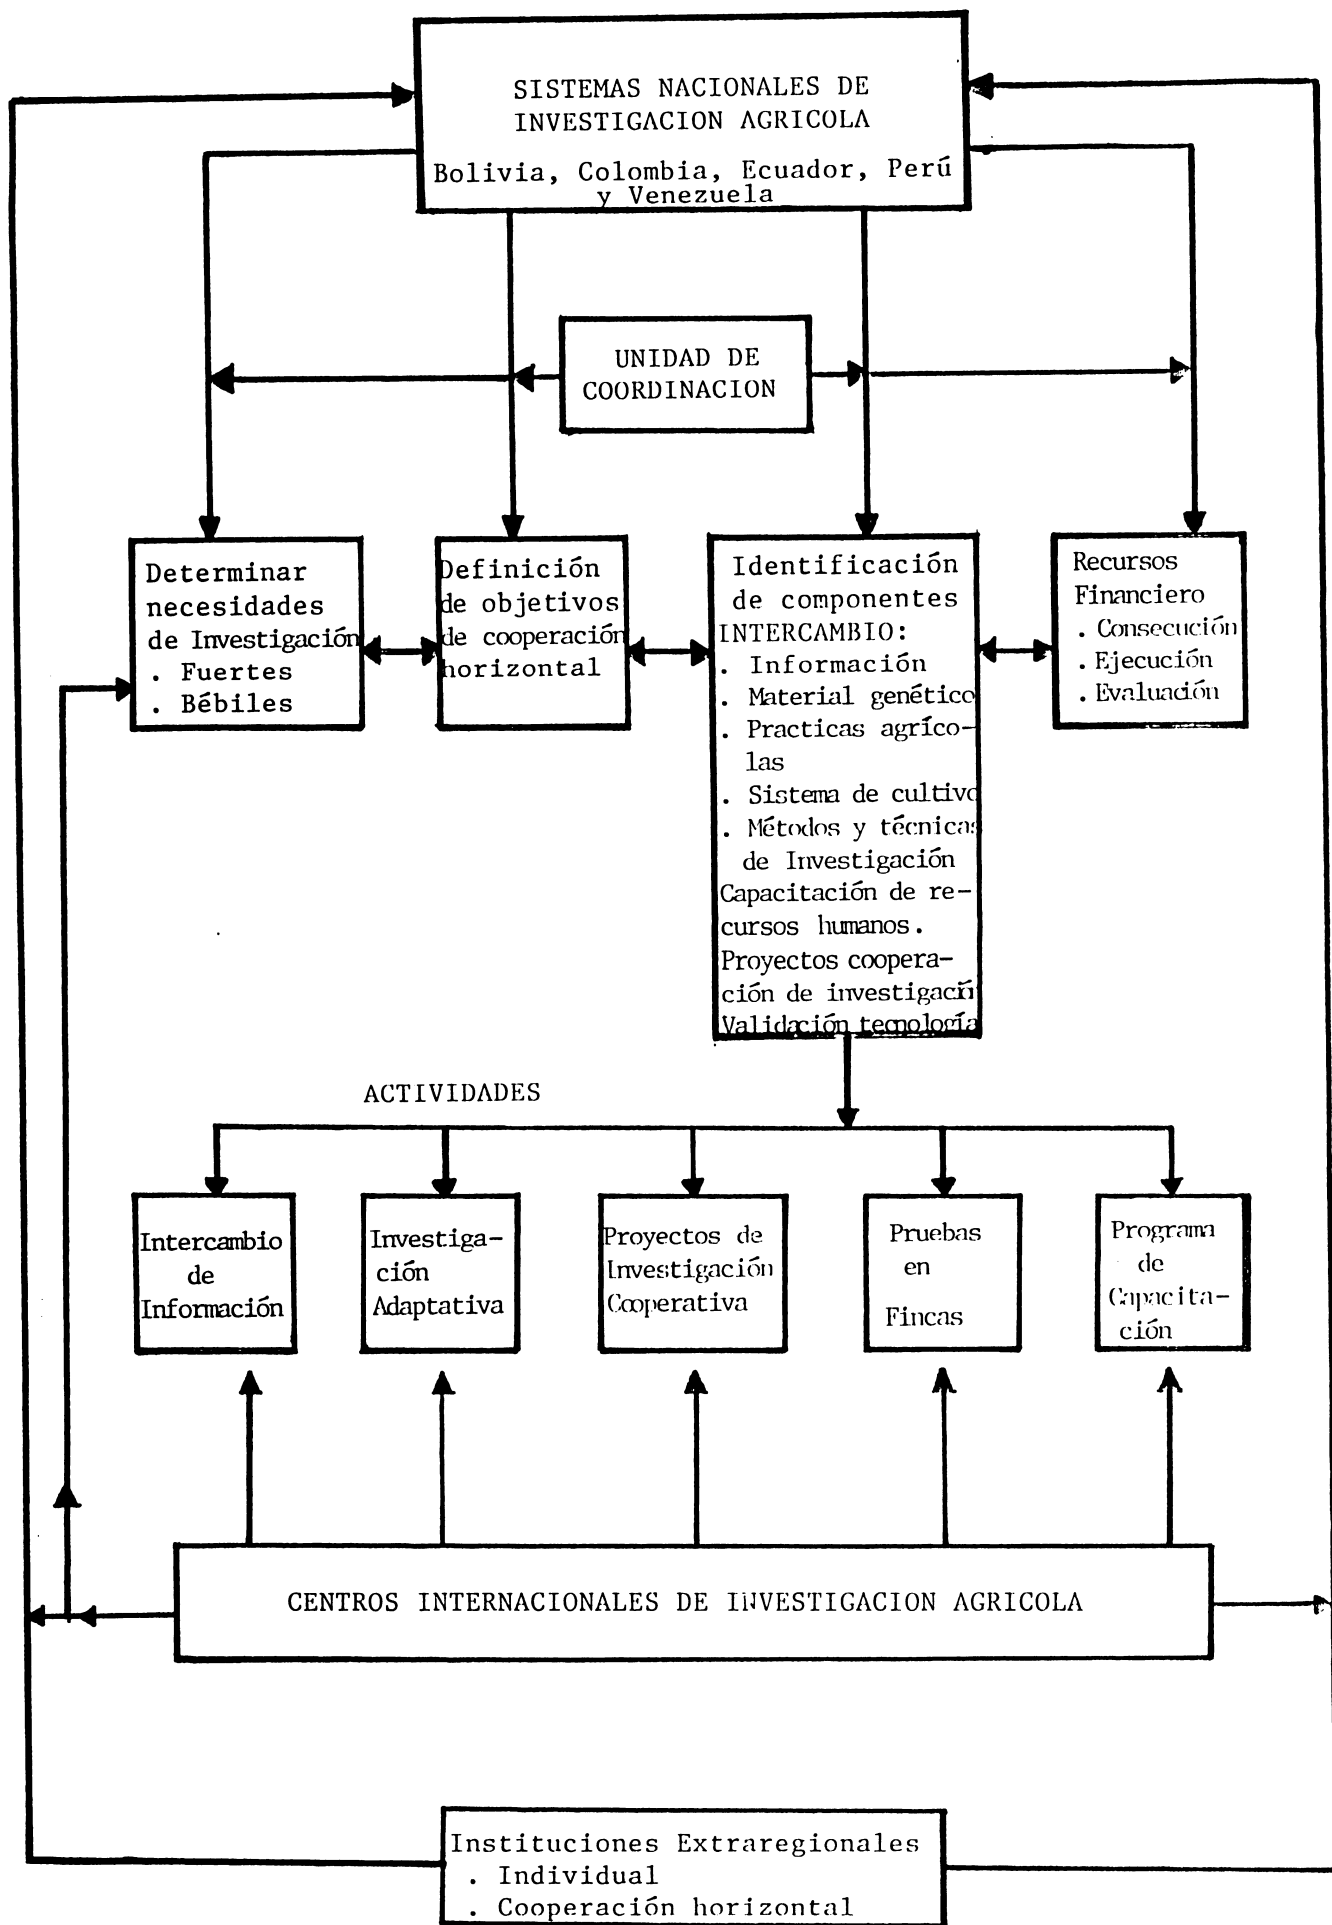 SISTEMAS NACIONALES DE
INVESTIGACION AGRICOLA
Bolivia, Colombia, Ecuador, Perú
y Venezuela
UNIDAD DE
COORDINACION
Determinar
necesidades
de Investigación
. Fuertes
. Bébiles
Definición
de objetivos
de cooperación
horizontal
Identificación
de componentes
INTERCAMBIO:
. Información
. Material genético
. Practicas agríco-
las
. Sistema de cultivo
. Métodos y técnicas
de Investigación
Capacitación de re-
cursos humanos.
Proyectos coopera-
ción de investigación
Validación tecnología
Recursos
Financiero
. Consecución
. Ejecución
. Evaluación
ACTIVIDADES
Intercambio
de
Información
Investiga-
ción
Adaptativa
Proyectos de
Investigación
Cooperativa
Pruebas
en
Fincas
Programa
de
Capacita-
ción
CENTROS INTERNACIONALES DE INVESTIGACION AGRICOLA
Instituciones Extraregionales
. Individual
. Cooperación horizontal